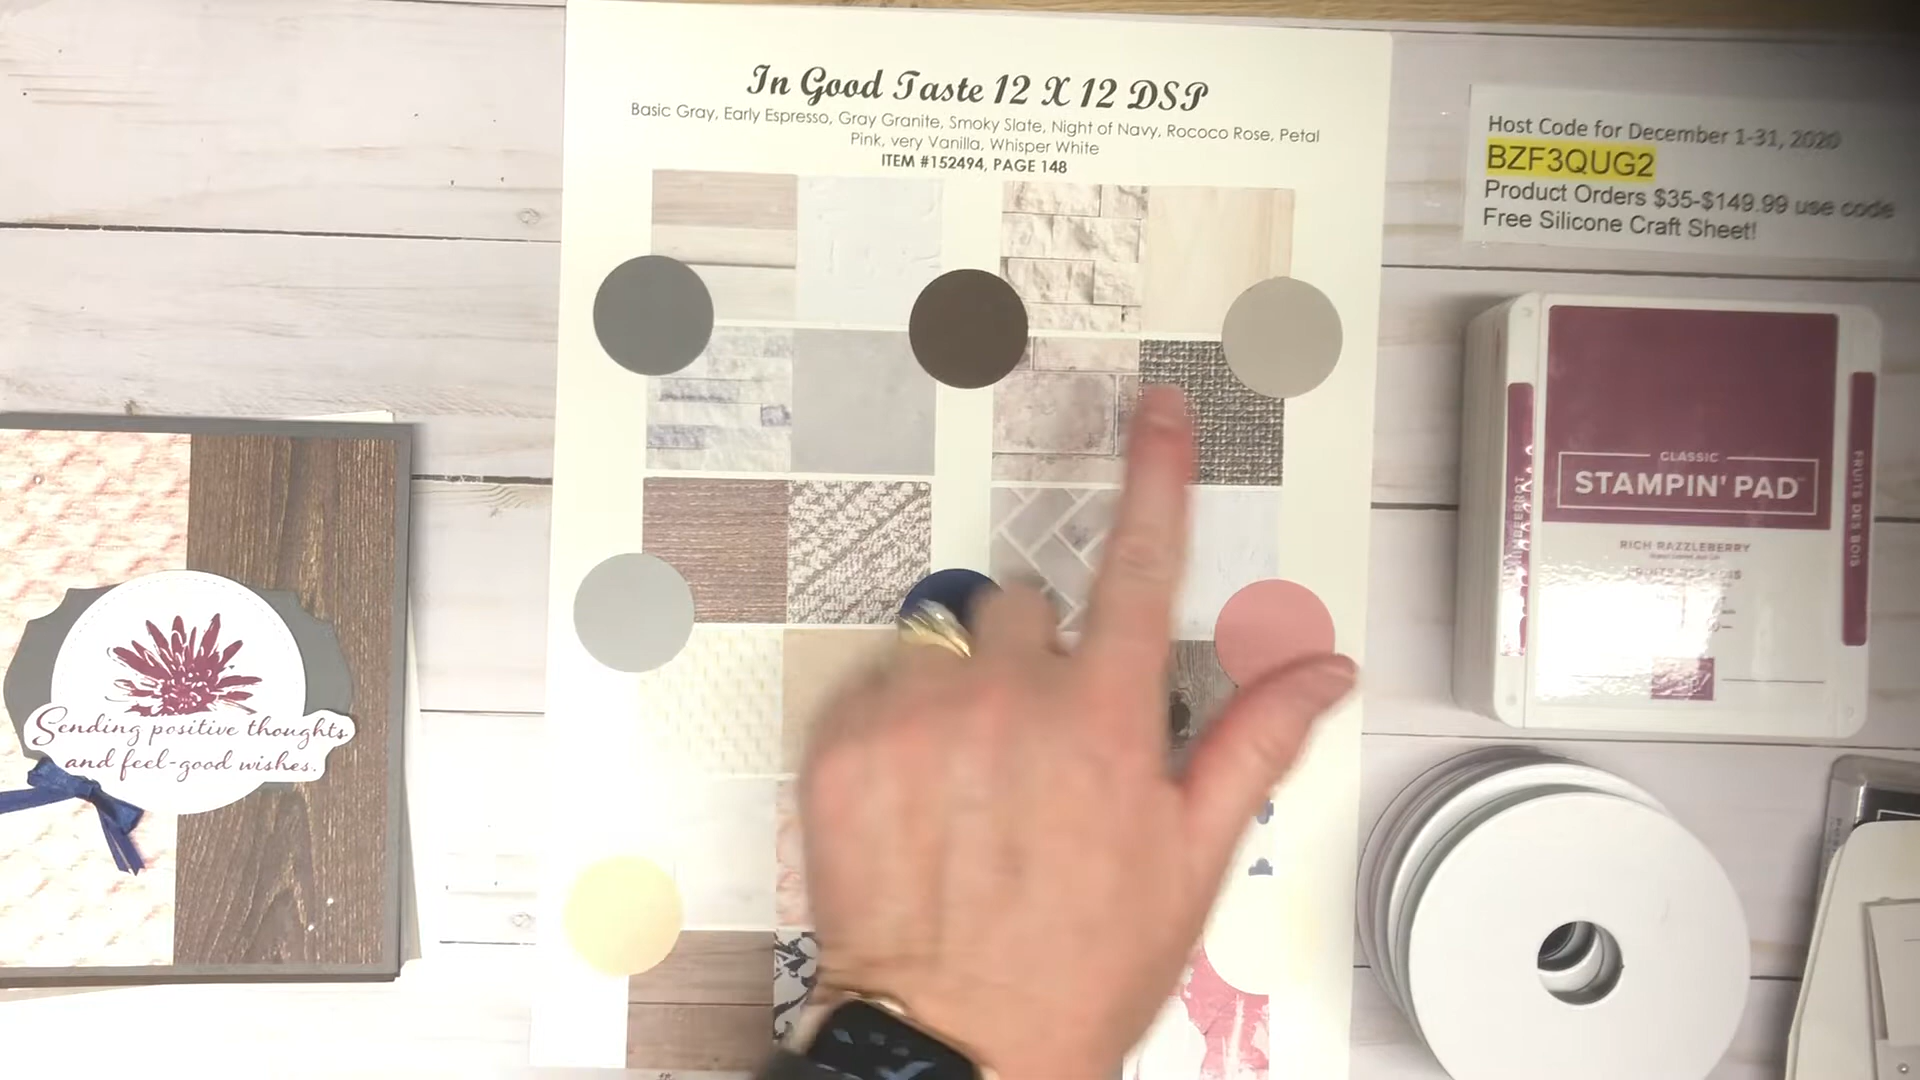 In Good Taste 12 X 12 DSP
Basic Gray, Early Espresso, Gray Granite, Smoky Slate, Night of Navy, Rococo Rose, Petal
Pink, very Vanilla, Whisper White
ITEM #152494, PAGE 148
Host Code for December 1-31, 2020
BZF3QUG2
Product Orders $35-$149.99 use code
Free Silicone Craft Sheet!
CLASSIC
STAMPIN' PAD
RICH RAZZLEBERRY
FRUITS DES BOIS
Sending positive thoughts
and feel-good wishes.